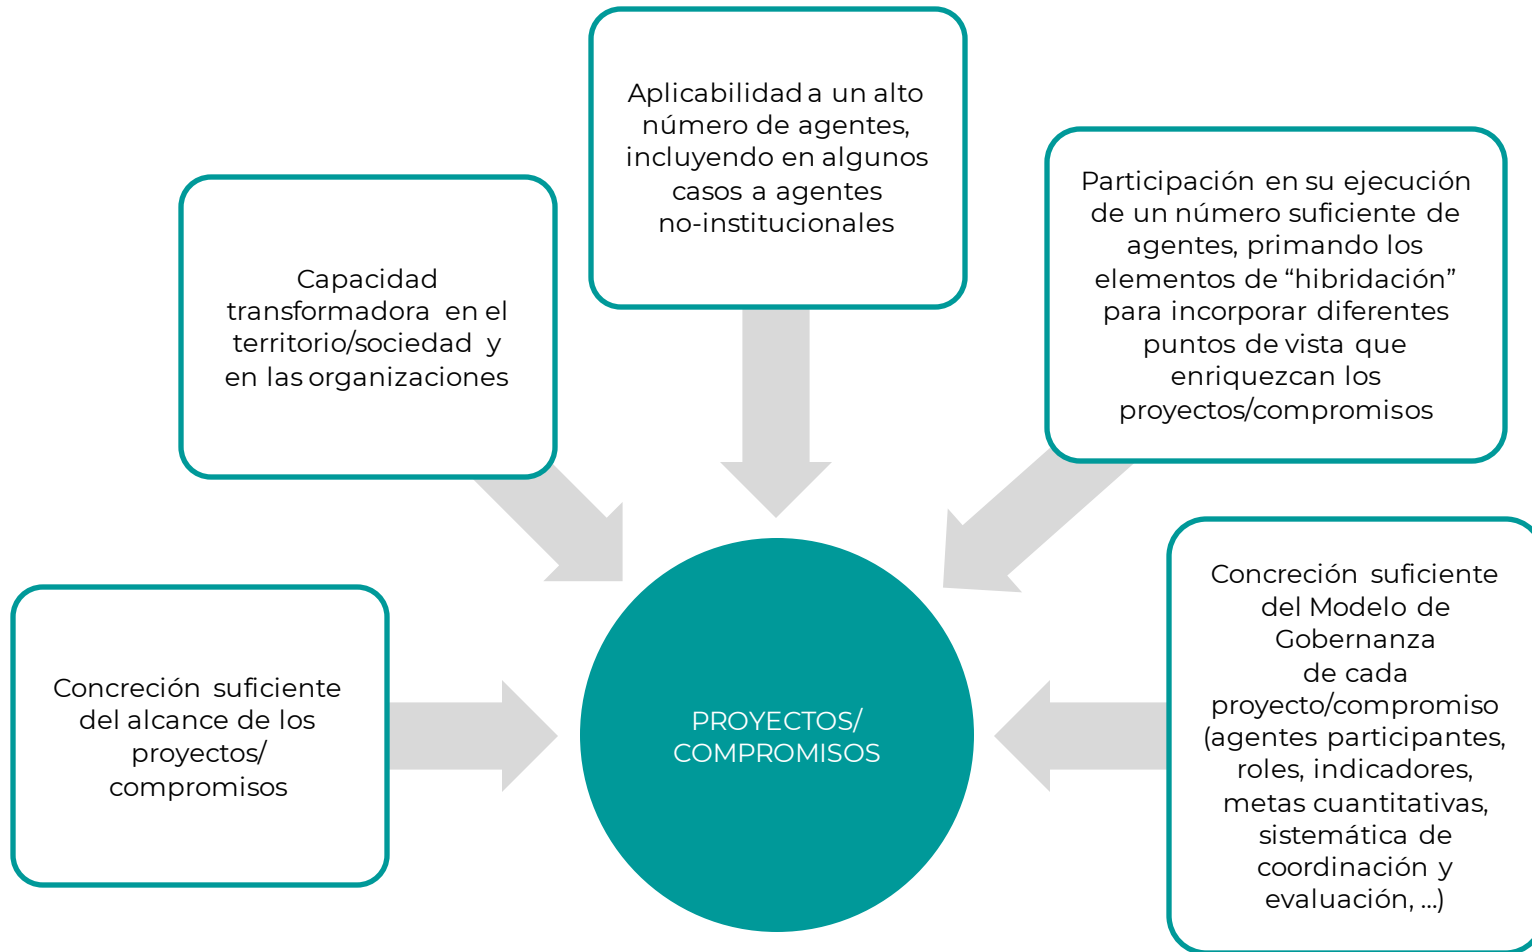 Aplicabilidad a un alto
número de agentes,
incluyendo en algunos
casos a agentes
no-institucionales
Participación en su ejecución
de un número suficiente de
agentes, primando los
elementos de “hibridación”
para incorporar diferentes
puntos de vista que
enriquezcan los
proyectos/compromisos
Capacidad
transformadora en el
territorio/sociedad y
en las organizaciones
Concreción suficiente
del Modelo de
Gobernanza
de cada
proyecto/compromiso
(agentes participantes,
roles, indicadores,
metas cuantitativas,
sistemática de
coordinación y
evaluación, ...)
Concreción suficiente
del alcance de los
proyectos/
compromisos
PROYECTOS/
COMPROMISOS